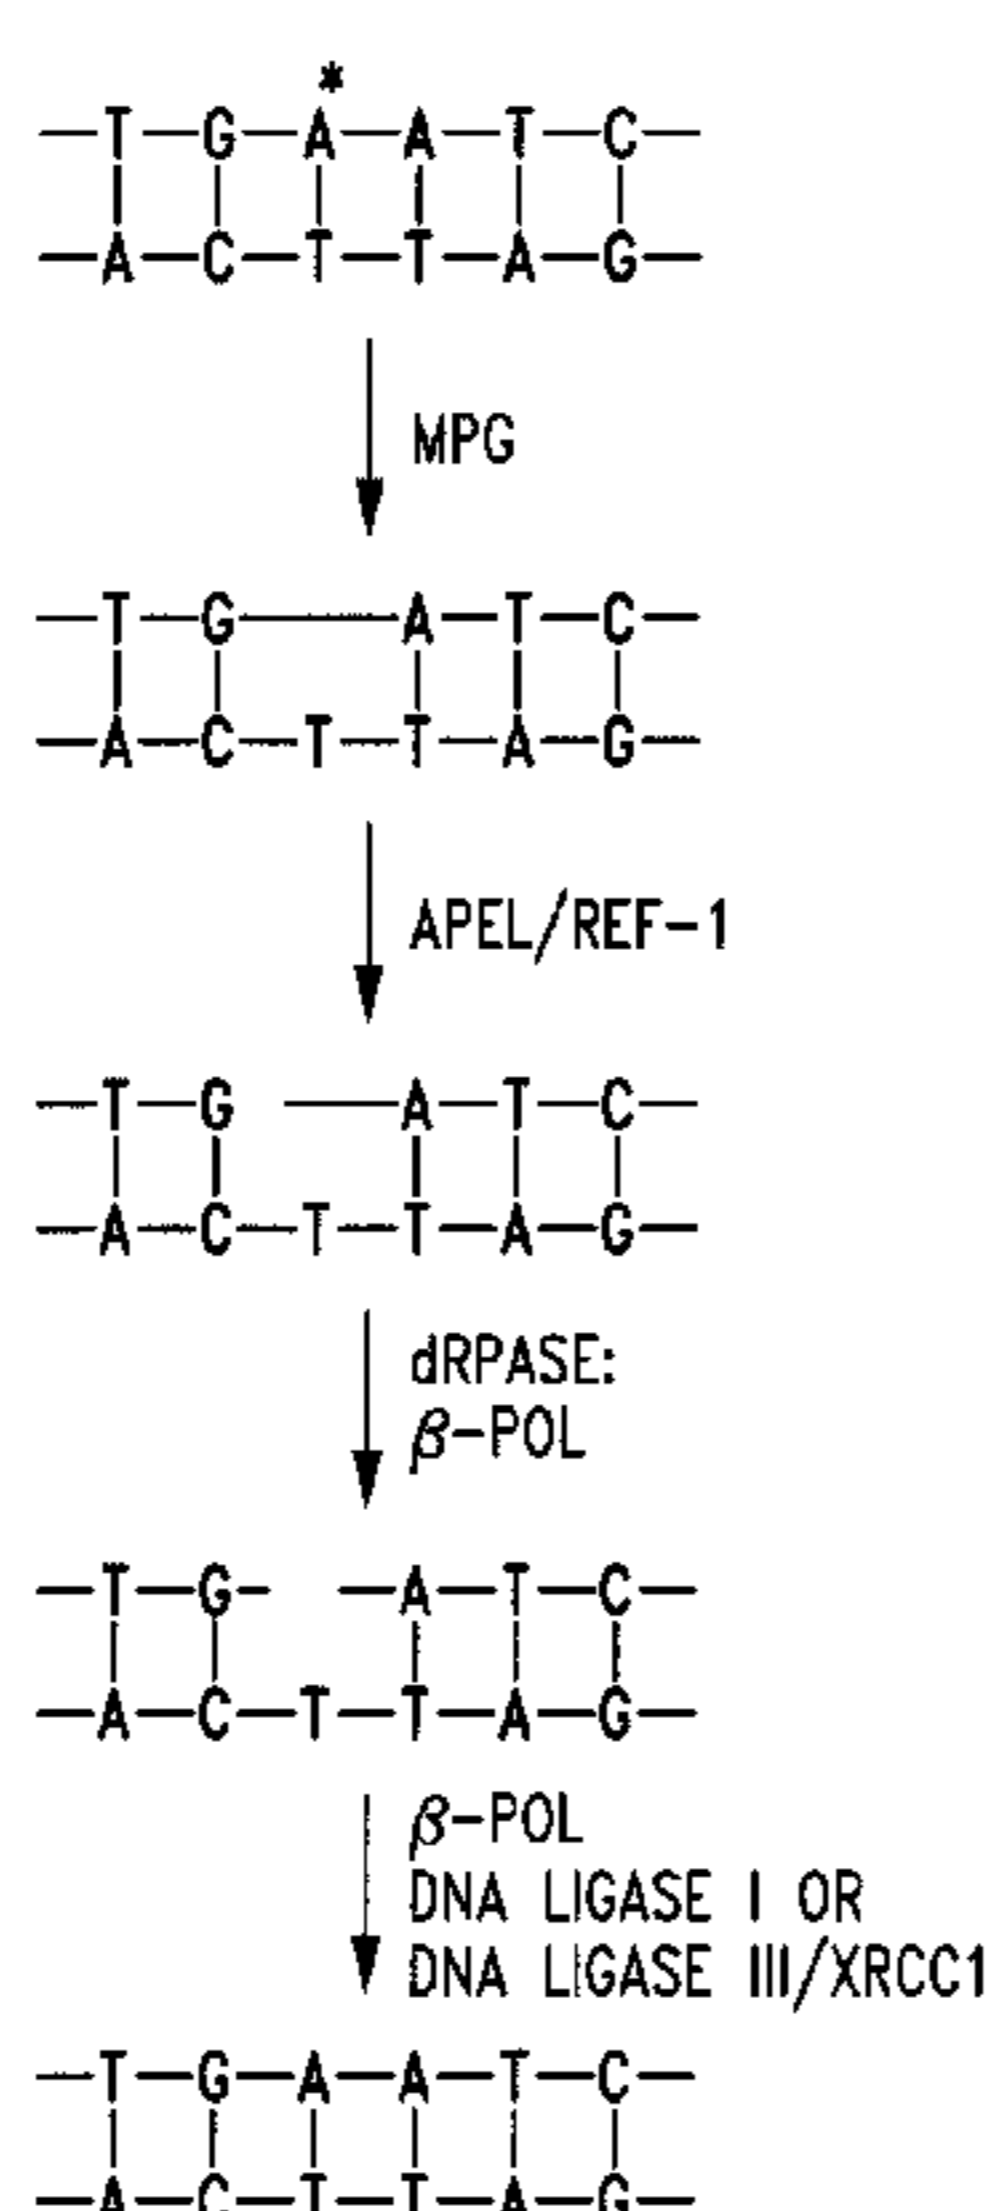 *
T G A A T C
A C T T A G
MPG
T G A T C
A C T T A G
APEL/REF-1
T G A T C
A C T T A G
dRPASE:
β-POL
T G A T C
A C T T A G
β-POL
DNA LIGASE I OR
DNA LIGASE III/XRCC1
T G A A T C
A C T T A G